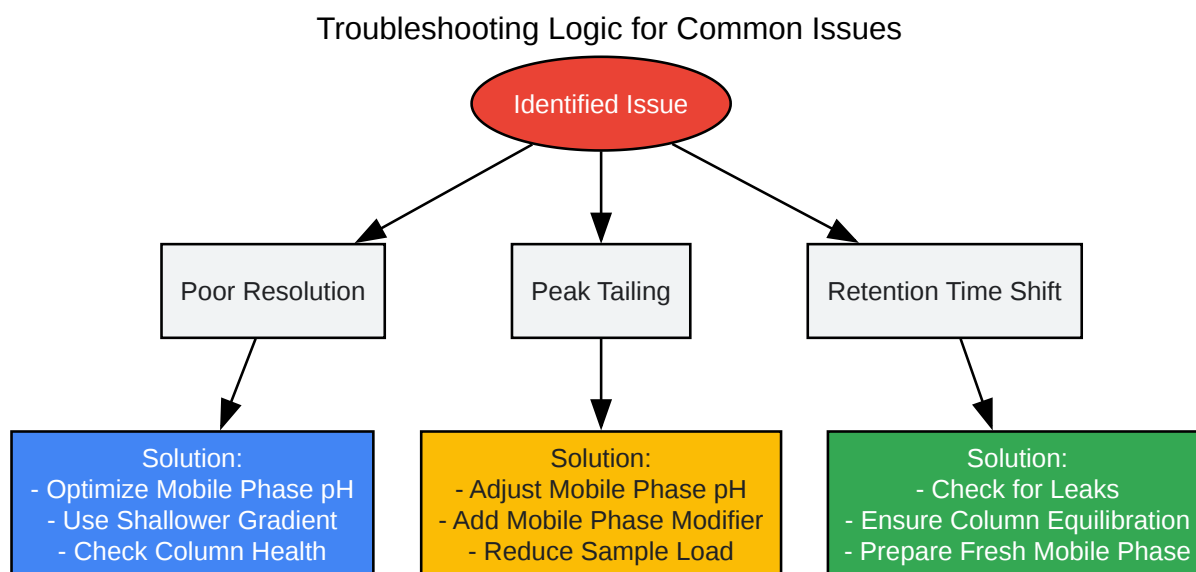 Troubleshooting Logic for Common Issues
Identified Issue
Poor Resolution
Peak Tailing
Retention Time Shift
Solution:
- Optimize Mobile Phase pH
- Use Shallower Gradient
- Check Column Health
Solution:
- Adjust Mobile Phase pH
- Add Mobile Phase Modifier
- Reduce Sample Load
Solution:
- Check for Leaks
- Ensure Column Equilibration
- Prepare Fresh Mobile Phase